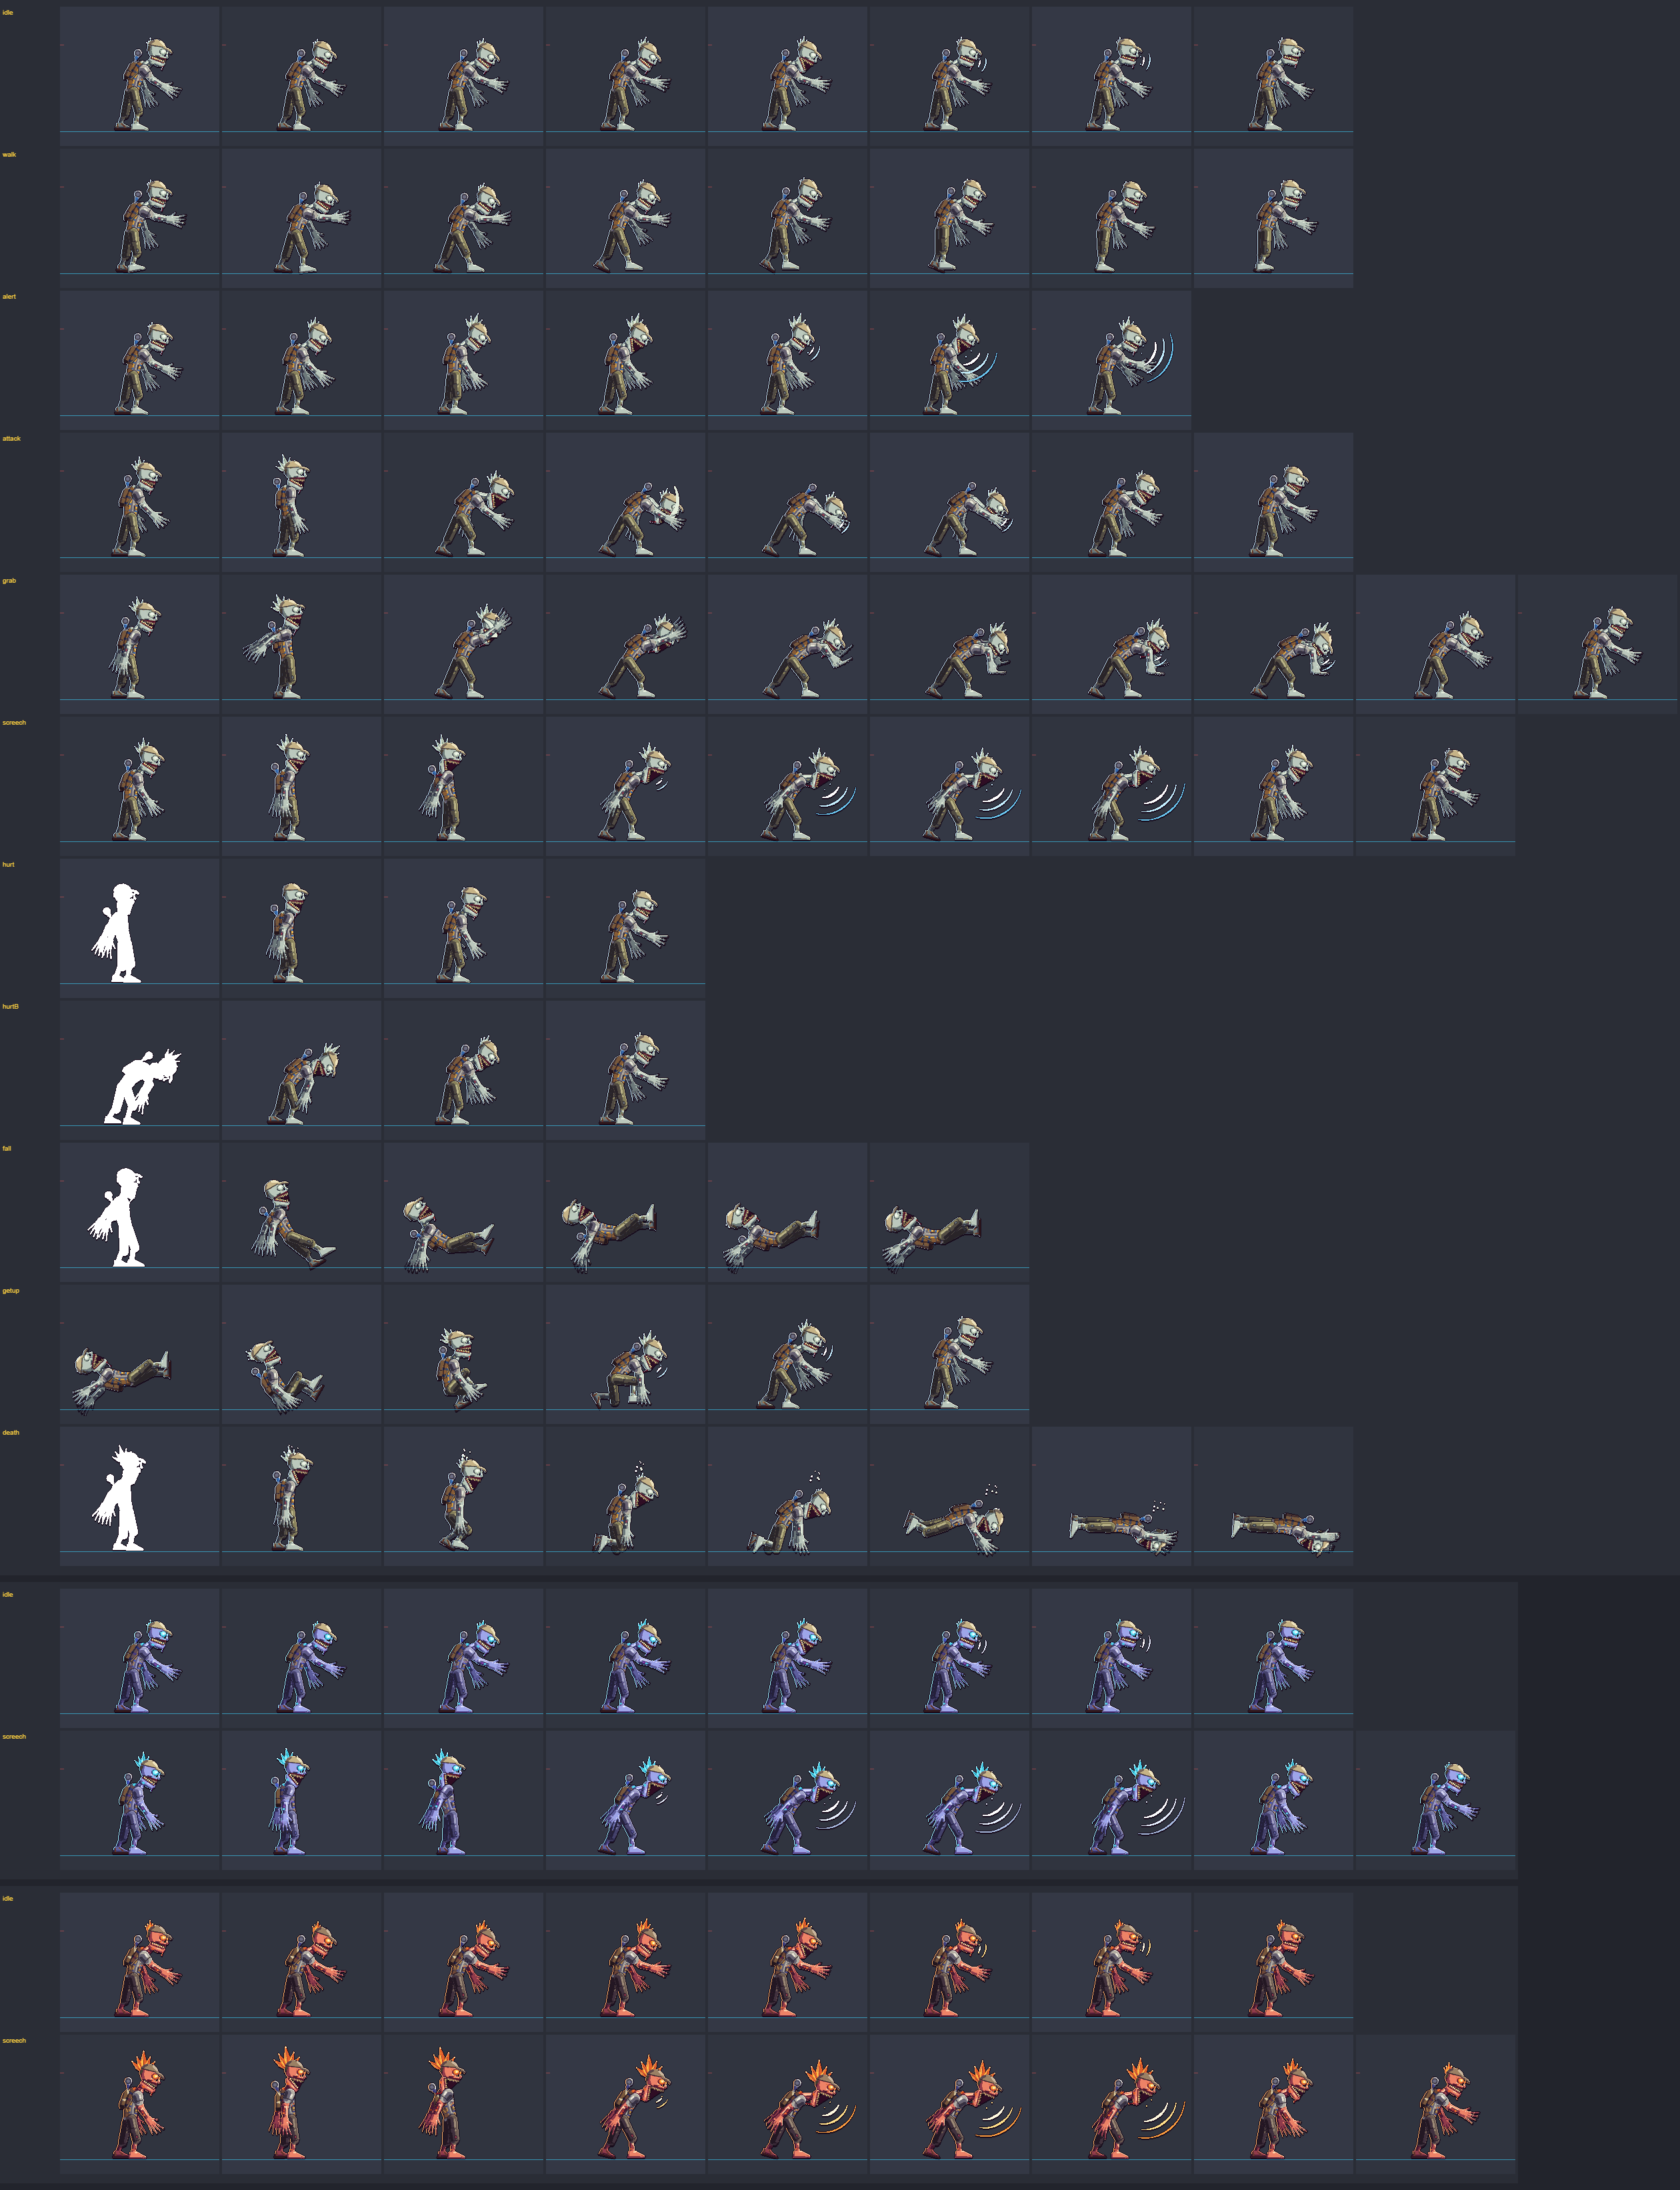 idle
walk
alert
attack
grab
screech
hurt
hurtB
fall
getup
death
idle
screech
idle
screech